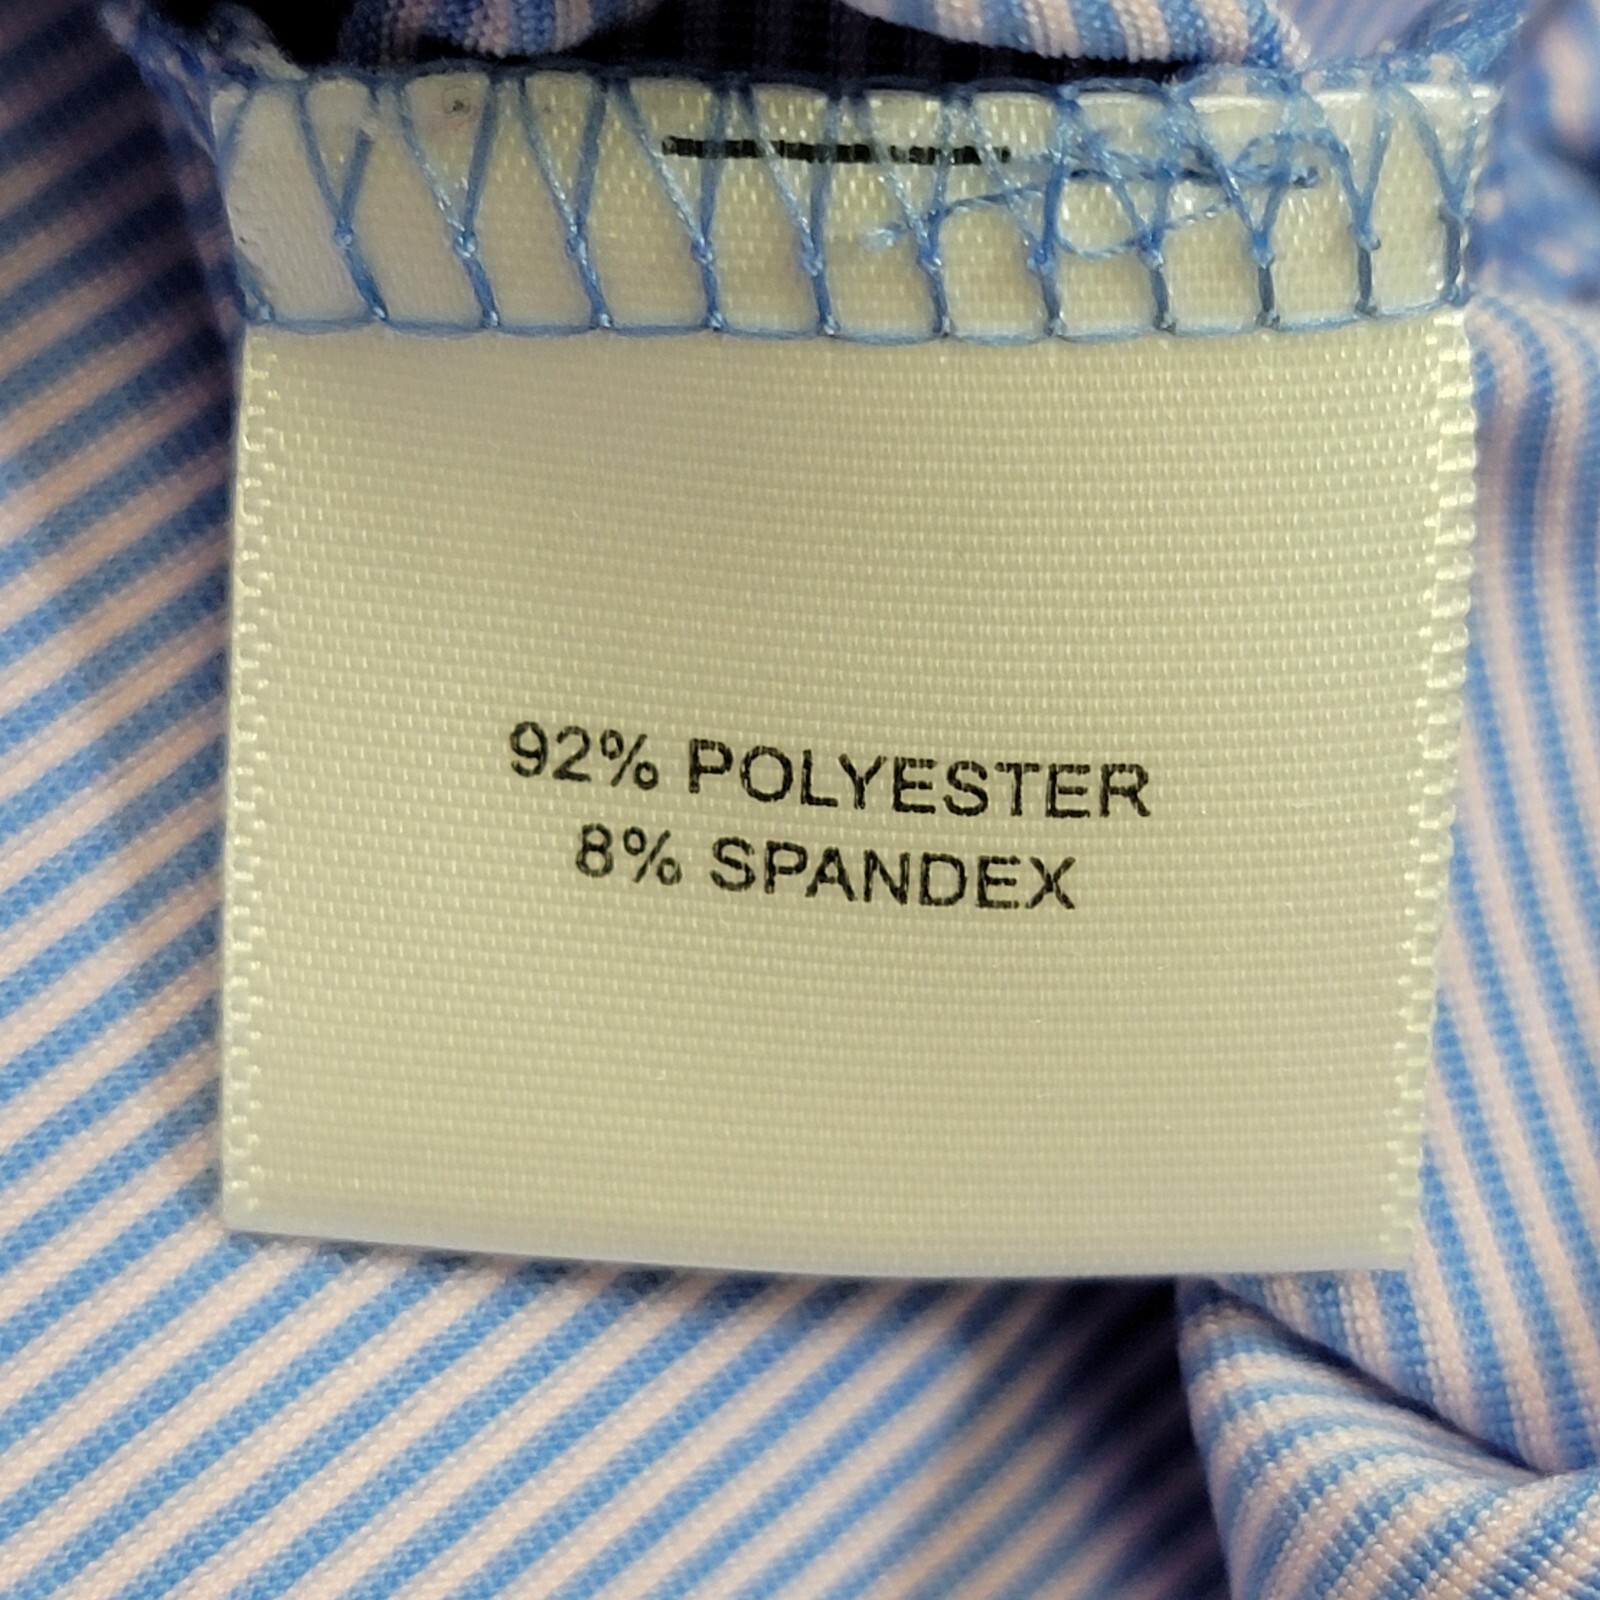 92% POLYESTER
8% SPANDEX